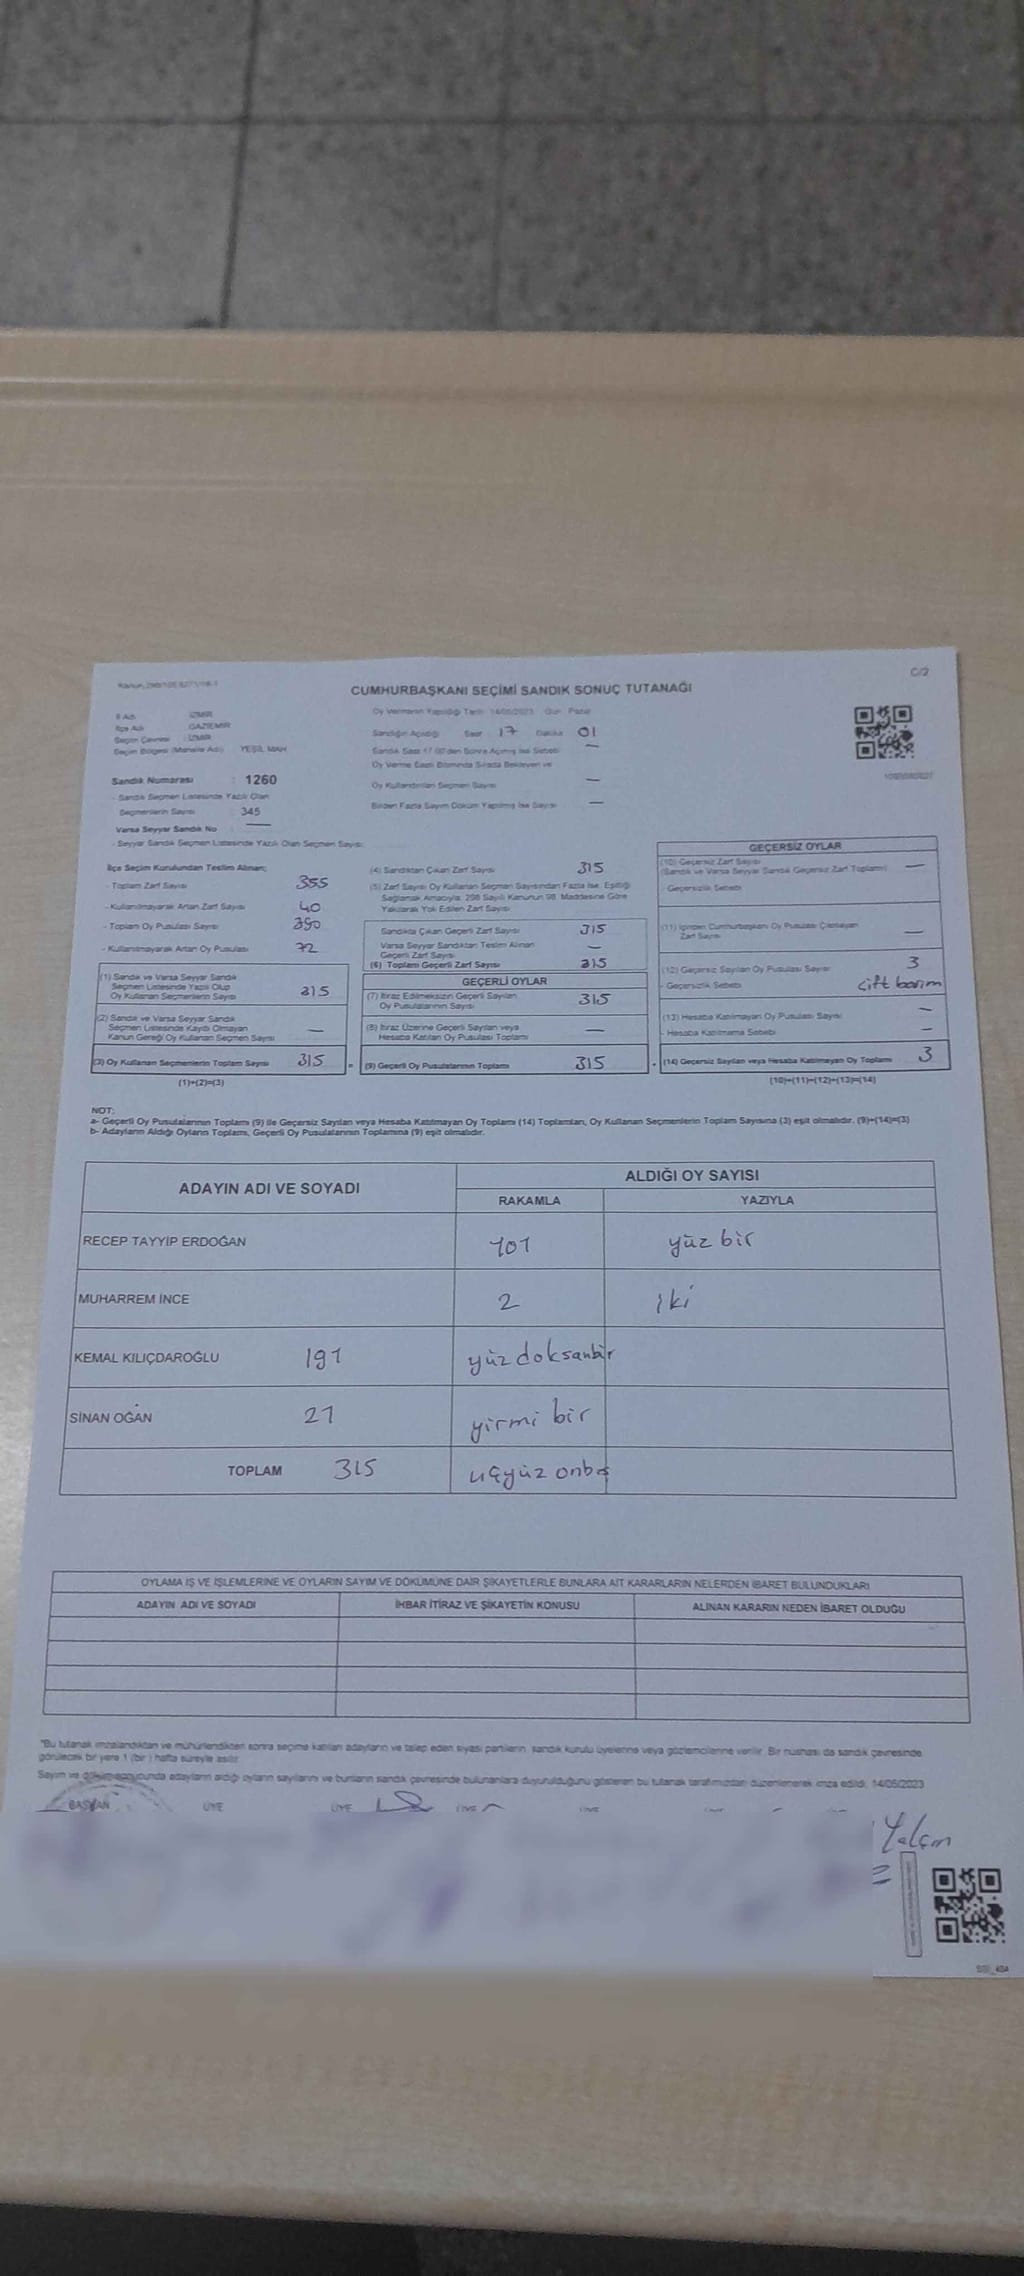 C/2
CUMHURBAŞKANI SEÇİMİ SANDIK SONUÇ TUTANAĞI
İl Adı : İZMİR
İlçe Adı : GAZİEMİR
Seçim Çevresi : İZMİR
Seçim Bölgesi (Mahalle Adı) YEŞİL MAH
Sandık Numarası : 1260
- Sandık Seçmen Listesinde Yazılı Olan
Seçmenlerin Sayısı : 345
Varsa Seyyar Sandık No : —
- Seyyar Sandık Seçmen Listesinde Yazılı Olan Seçmen Sayısı:
Oy Vermenin Yapıldığı Tarih 14/05/2023 Gün Pazar
Sandığın Açıldığı Saat 17 Dakika 01
Sandık Saat 17.00'den Sonra Açılmış İse Sebebi —
Oy Verme Saati Bitiminde Sırada Bekleyen ve
Oy Kullandırılan Seçmen Sayısı —
Birden Fazla Sayım Döküm Yapılmış İse Sayısı —
İlçe Seçim Kurulundan Teslim Alınan;
- Toplam Zarf Sayısı 355
- Kullanılmayarak Artan Zarf Sayısı 40
- Toplam Oy Pusulası Sayısı
- Kullanılmayarak Artan Oy Pusulası 72
(1) Sandık ve Varsa Seyyar Sandık
Seçmen Listesinde Yazılı Olup
Oy Kullanan Seçmenlerin Sayısı 315
(2) Sandık ve Varsa Seyyar Sandık
Seçmen Listesinde Kayıtlı Olmayan
Kanun Gereği Oy Kullanan Seçmen Sayısı —
(3) Oy Kullanan Seçmenlerin Toplam Sayısı 315
(1)+(2)=(3)
(4) Sandıktan Çıkan Zarf Sayısı 315
(5) Zarf Sayısı Oy Kullanan Seçmen Sayısından Fazla İse, Eşitliği
Sağlamak Amacıyla, 298 Sayılı Kanunun 98. Maddesine Göre
Yakılarak Yok Edilen Zarf Sayısı
Sandıkta Çıkan Geçerli Zarf Sayısı 315
Varsa Seyyar Sandıktan Teslim Alınan
Geçerli Zarf Sayısı —
(6) Toplam Geçerli Zarf Sayısı 315
GEÇERLİ OYLAR
(7) İtiraz Edilmeksizin Geçerli Sayılan
Oy Pusulalarının Sayısı 315
(8) İtiraz Üzerine Geçerli Sayılan veya
Hesaba Katılan Oy Pusulası Toplamı —
= (9) Geçerli Oy Pusulalarının Toplamı 315
GEÇERSİZ OYLAR
(10) Geçersiz Zarf Sayısı
(Sandık ve Varsa Seyyar Sandık Geçersiz Zarf Toplamı) —
- Geçersizlik Sebebi
(11) İçinden Cumhurbaşkanı Oy Pusulası Çıkmayan
Zarf Sayısı —
(12) Geçersiz Sayılan Oy Pusulası Sayısı 3
- Geçersizlik Sebebi çift basım
(13) Hesaba Katılmayan Oy Pusulası Sayısı —
- Hesaba Katılmama Sebebi —
(14) Geçersiz Sayılan veya Hesaba Katılmayan Oy Toplamı 3
(10)+(11)+(12)+(13)=(14)
NOT:
a- Geçerli Oy Pusulalarının Toplamı (9) ile Geçersiz Sayılan veya Hesaba Katılmayan Oy Toplamı (14) Toplamları, Oy Kullanan Seçmenlerin Toplam Sayısına (3) eşit olmalıdır. (9)+(14)=(3)
b- Adayların Aldığı Oyların Toplamı, Geçerli Oy Pusulalarının Toplamına (9) eşit olmalıdır.
ADAYIN ADI VE SOYADI
ALDIĞI OY SAYISI
RAKAMLA YAZIYLA
RECEP TAYYİP ERDOĞAN 101 yüz bir
MUHARREM İNCE 2 iki
KEMAL KILIÇDAROĞLU 191 yüz doksanbir
SİNAN OĞAN 21 yirmi bir
TOPLAM 315 üçyüz onbeş
OYLAMA İŞ VE İŞLEMLERİNE VE OYLARIN SAYIM VE DÖKÜMÜNE DAİR ŞİKAYETLERLE BUNLARA AİT KARARLARIN NELERDEN İBARET BULUNDUKLARI
ADAYIN ADI VE SOYADI İHBAR İTİRAZ VE ŞİKAYETİN KONUSU ALINAN KARARIN NEDEN İBARET OLDUĞU
*Bu tutanak imzalandıktan ve mühürlendikten sonra seçime katılan adayların ve talep eden siyasi partilerin, sandık kurulu üyelerine veya gözlemcilerine verilir. Bir nüshası da sandık çevresinde
görülecek bir yere 1 (bir) hafta süreyle asılır.
Sayım ve döküm sonucunda adayların aldığı oyların sayılarını ve bunların sandık çevresinde bulunanlara duyurulduğunu gösteren bu tutanak tarafımızdan düzenlenerek imza edildi. 14/05/2023
BAŞKAN ÜYE ÜYE ÜYE ÜYE
Yalçın